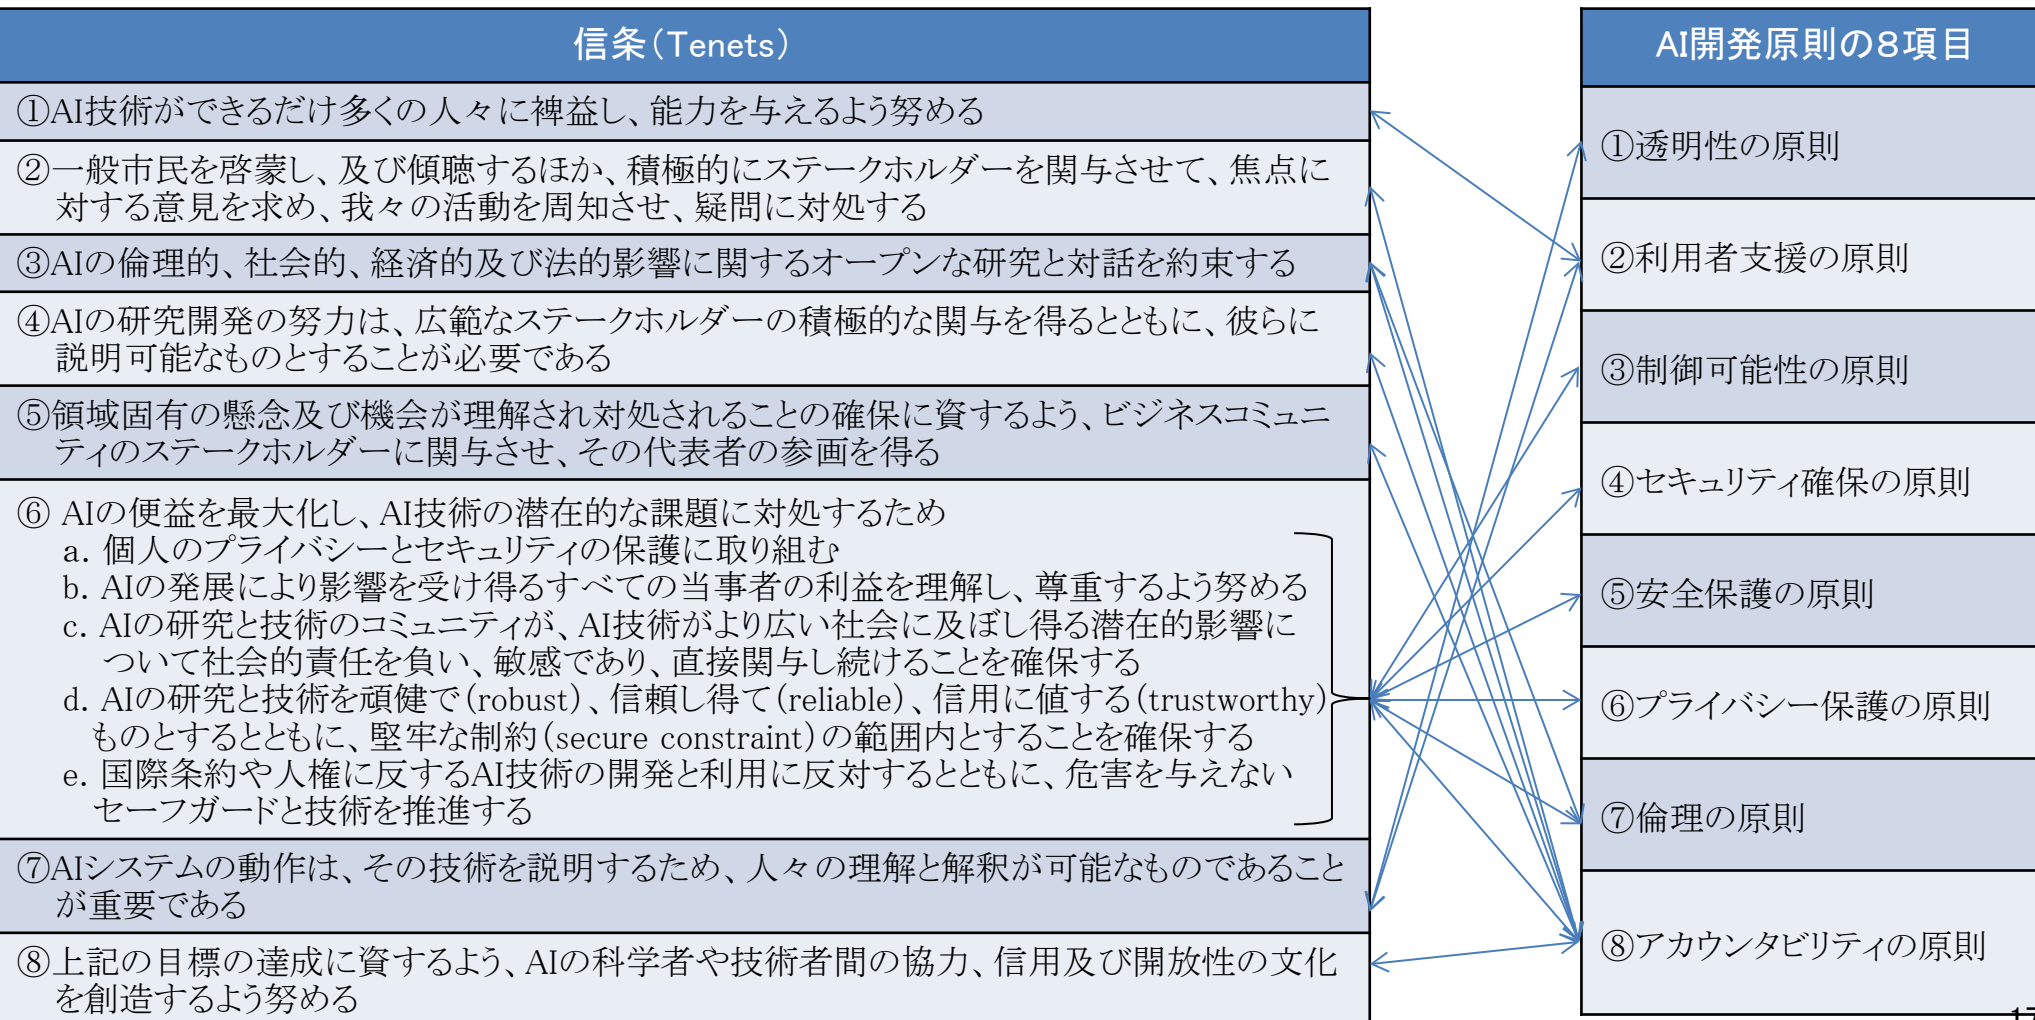 信条(Tenets)
①AI技術ができるだけ多くの人々に裨益し、能力を与えるよう努める
②一般市民を啓蒙し、及び傾聴するほか、積極的にステークホルダーを関与させて、焦点に
対する意見を求め、我々の活動を周知させ、疑問に対処する
③AIの倫理的、社会的、経済的及び法的影響に関するオープンな研究と対話を約束する
④AIの研究開発の努力は、広範なステークホルダーの積極的な関与を得るとともに、彼らに
説明可能なものとすることが必要である
⑤領域固有の懸念及び機会が理解され対処されることの確保に資するよう、ビジネスコミュニ
ティのステークホルダーに関与させ、その代表者の参画を得る
⑥ AIの便益を最大化し、AI技術の潜在的な課題に対処するため
a. 個人のプライバシーとセキュリティの保護に取り組む
b. AIの発展により影響を受け得るすべての当事者の利益を理解し、尊重するよう努める
c. AIの研究と技術のコミュニティが、AI技術がより広い社会に及ぼし得る潜在的影響に
ついて社会的責任を負い、敏感であり、直接関与し続けることを確保する
d. AIの研究と技術を頑健で(robust)、信頼し得て(reliable)、信用に値する(trustworthy)
ものとするとともに、堅牢な制約(secure constraint)の範囲内とすることを確保する
e. 国際条約や人権に反するAI技術の開発と利用に反対するとともに、危害を与えない
セーフガードと技術を推進する
⑦AIシステムの動作は、その技術を説明するため、人々の理解と解釈が可能なものであること
が重要である
⑧上記の目標の達成に資するよう、AIの科学者や技術者間の協力、信用及び開放性の文化
を創造するよう努める
AI開発原則の8項目
①透明性の原則
②利用者支援の原則
③制御可能性の原則
④セキュリティ確保の原則
⑤安全保護の原則
⑥プライバシー保護の原則
⑦倫理の原則
⑧アカウンタビリティの原則